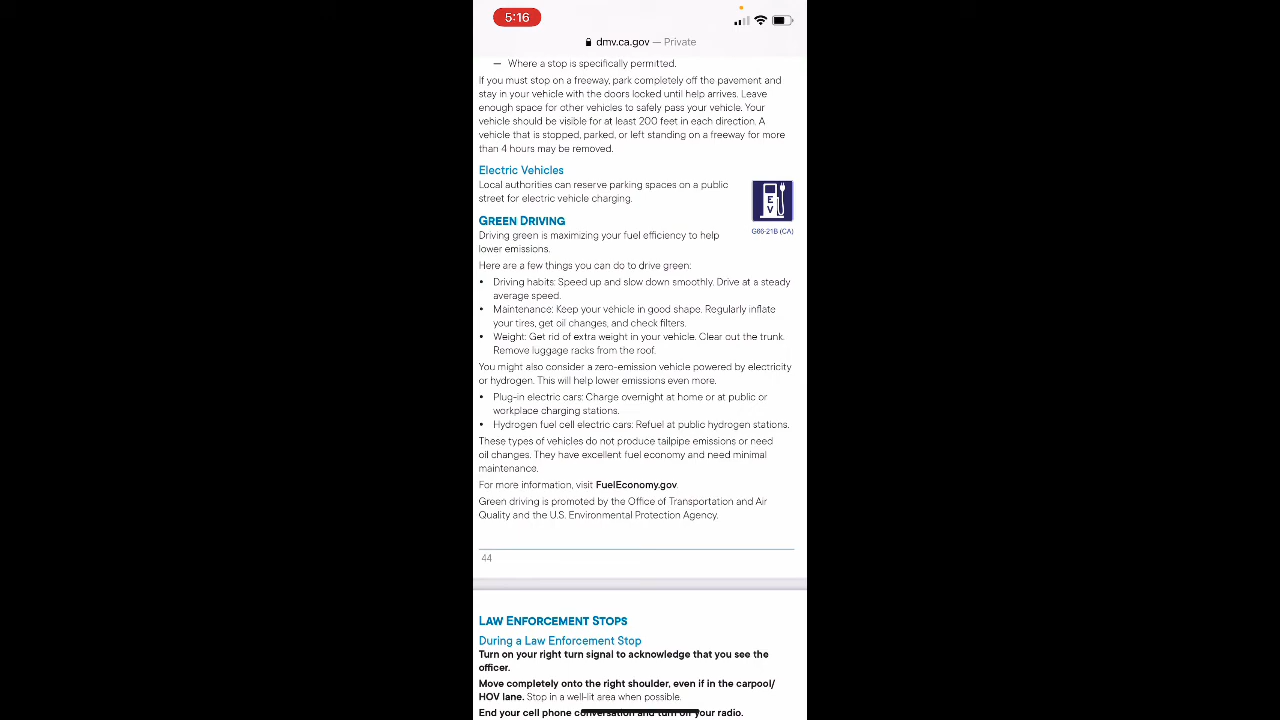 5:16
dmv.ca.gov — Private
— Where a stop is specifically permitted.
If you must stop on a freeway, park completely off the pavement and
stay in your vehicle with the doors locked until help arrives. Leave
enough space for other vehicles to safely pass your vehicle. Your
vehicle should be visible for at least 200 feet in each direction. A
vehicle that is stopped, parked, or left standing on a freeway for more
than 4 hours may be removed.
Electric Vehicles
Local authorities can reserve parking spaces on a public
street for electric vehicle charging.
EV
G66-21B (CA)
GREEN DRIVING
Driving green is maximizing your fuel efficiency to help
lower emissions.
Here are a few things you can do to drive green:
• Driving habits: Speed up and slow down smoothly. Drive at a steady
average speed.
• Maintenance: Keep your vehicle in good shape. Regularly inflate
your tires, get oil changes, and check filters.
• Weight: Get rid of extra weight in your vehicle. Clear out the trunk.
Remove luggage racks from the roof.
You might also consider a zero-emission vehicle powered by electricity
or hydrogen. This will help lower emissions even more.
• Plug-in electric cars: Charge overnight at home or at public or
workplace charging stations.
• Hydrogen fuel cell electric cars: Refuel at public hydrogen stations.
These types of vehicles do not produce tailpipe emissions or need
oil changes. They have excellent fuel economy and need minimal
maintenance.
For more information, visit FuelEconomy.gov.
Green driving is promoted by the Office of Transportation and Air
Quality and the U.S. Environmental Protection Agency.
44
LAW ENFORCEMENT STOPS
During a Law Enforcement Stop
Turn on your right turn signal to acknowledge that you see the
officer.
Move completely onto the right shoulder, even if in the carpool/
HOV lane. Stop in a well-lit area when possible.
End your cell phone conversation and turn off your radio.